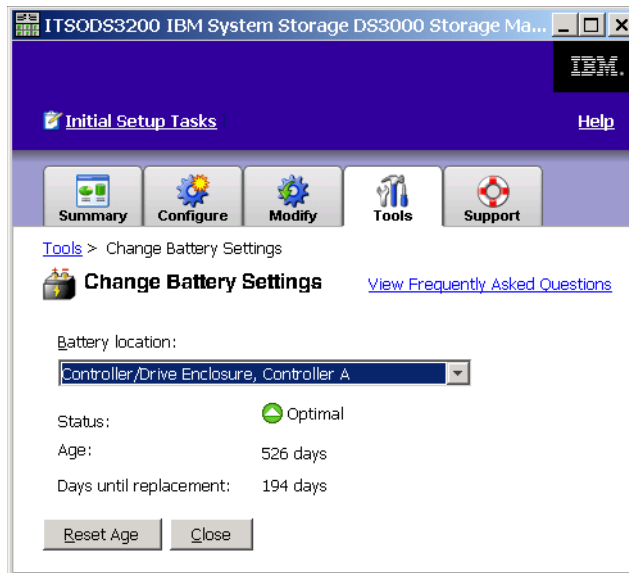 ITSODS3200 IBM System Storage DS3000 Storage Ma...
IBM.
Initial Setup Tasks
Help
Summary
Configure
Modify
Tools
Support
Tools > Change Battery Settings
Change Battery Settings
View Frequently Asked Questions
Battery location:
Controller/Drive Enclosure, Controller A
Status:
Optimal
Age:
526 days
Days until replacement:
194 days
Reset Age
Close